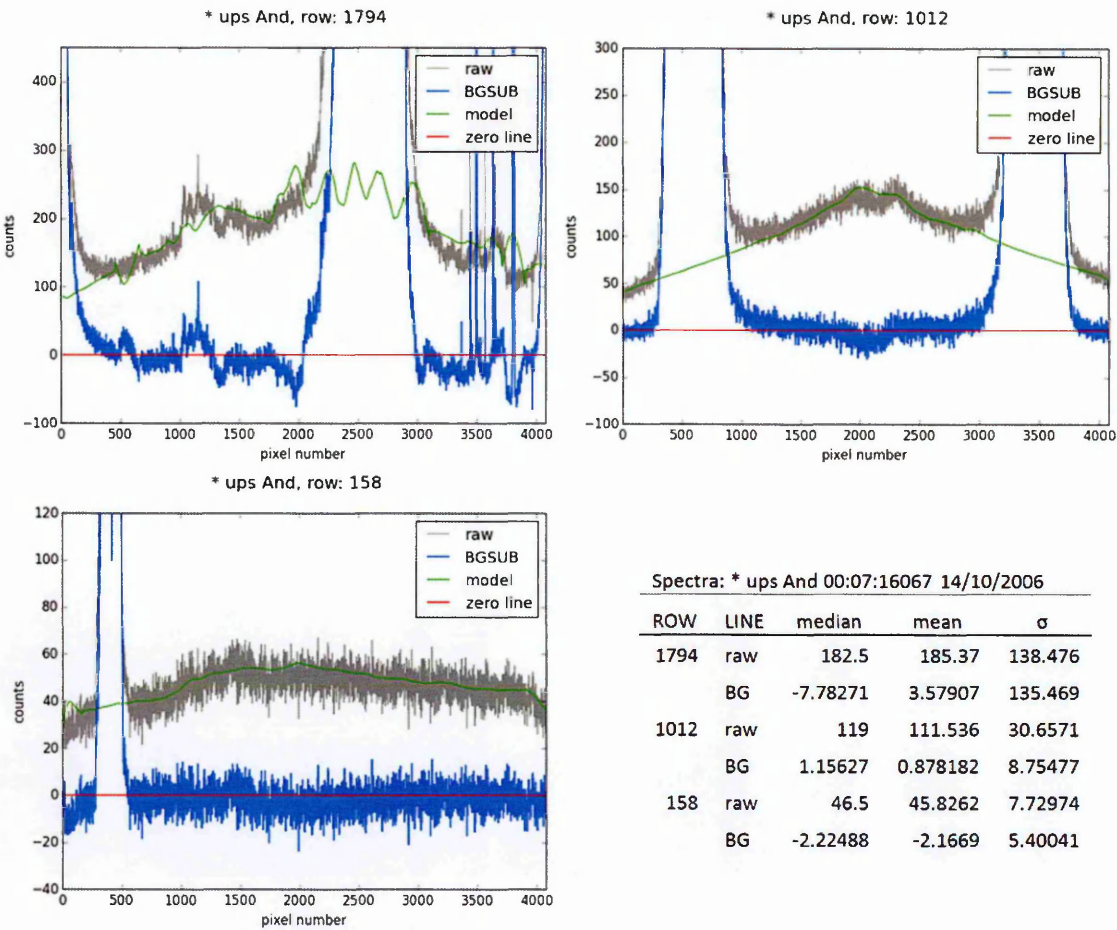 * ups And, row: 1794
400
300
200
100
0
−100
counts
0 500 1000 1500 2000 2500 3000 3500 4000
pixel number
raw
BGSUB
model
zero line
* ups And, row: 1012
300
250
200
150
100
50
0
−50
−100
counts
0 500 1000 1500 2000 2500 3000 3500 4000
pixel number
raw
BGSUB
model
zero line
* ups And, row: 158
120
100
80
60
40
20
0
−20
−40
counts
0 500 1000 1500 2000 2500 3000 3500 4000
pixel number
raw
BGSUB
model
zero line
Spectra: * ups And 00:07:16067 14/10/2006
ROW LINE median mean σ
1794 raw 182.5 185.37 138.476
BG -7.78271 3.57907 135.469
1012 raw 119 111.536 30.6571
BG 1.15627 0.878182 8.75477
158 raw 46.5 45.8262 7.72974
BG -2.22488 -2.1669 5.40041